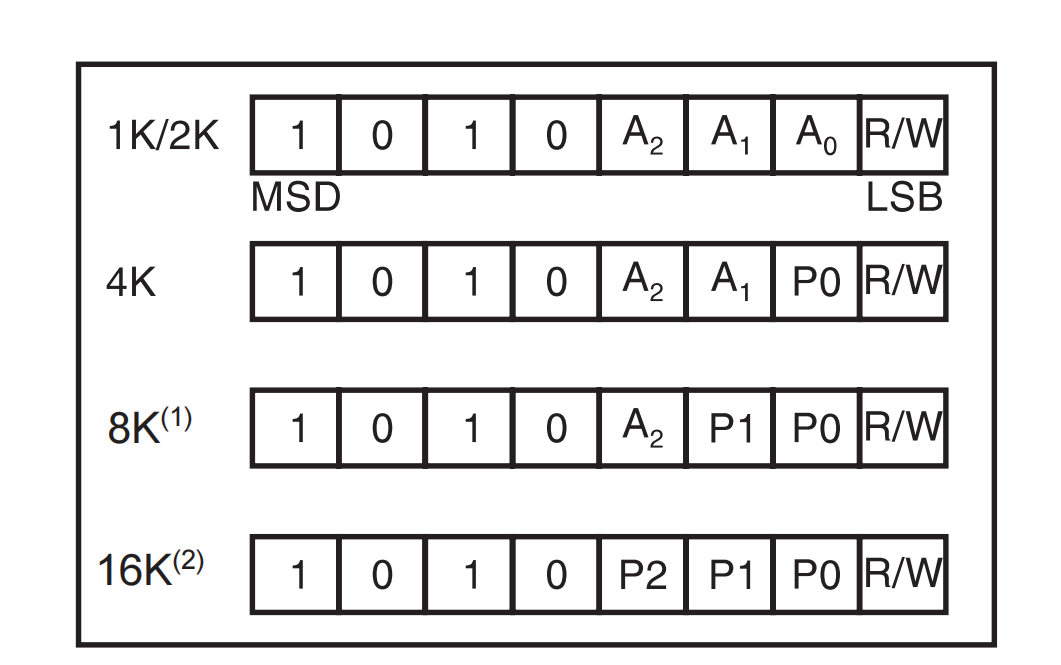 1K/2K 1 0 1 0 A₂ A₁ A₀ R/W
MSD LSB
4K 1 0 1 0 A₂ A₁ P0 R/W
8K⁽¹⁾ 1 0 1 0 A₂ P1 P0 R/W
16K⁽²⁾ 1 0 1 0 P2 P1 P0 R/W